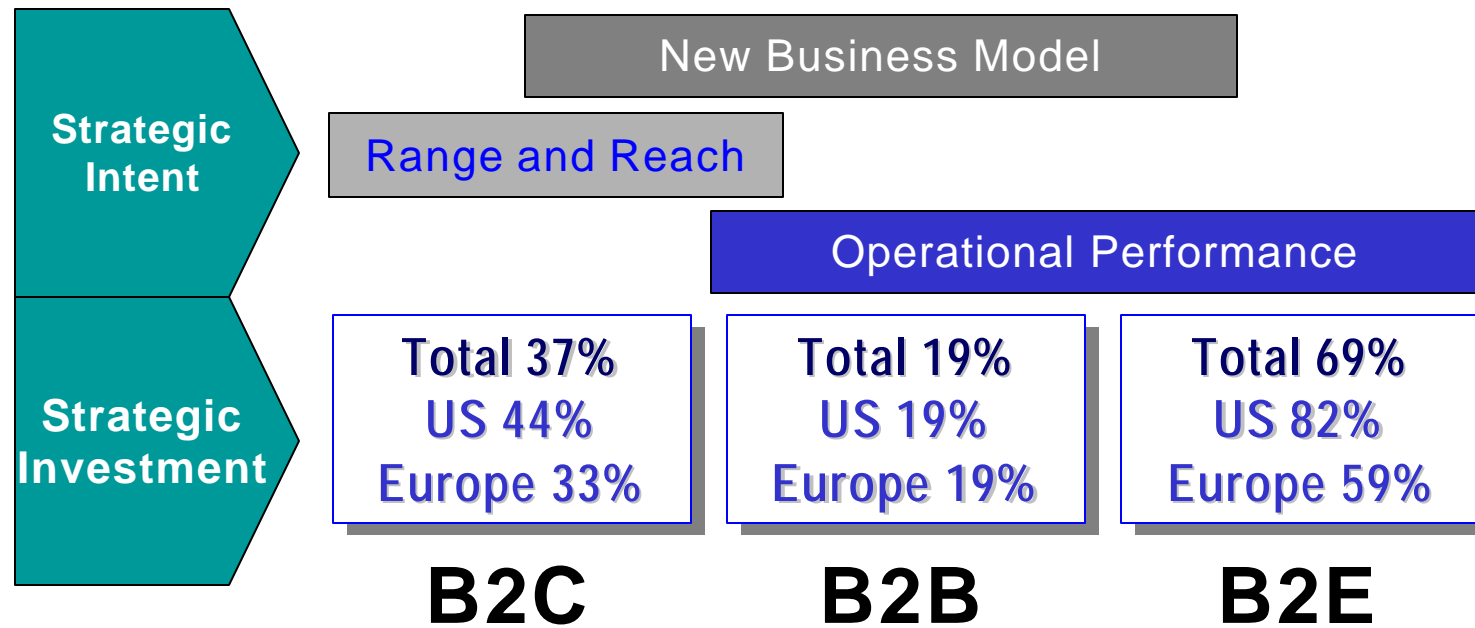 Strategic
Intent
New Business Model
Range and Reach
Operational Performance
Strategic
Investment
Total 37%
US 44%
Europe 33%
Total 19%
US 19%
Europe 19%
Total 69%
US 82%
Europe 59%
B2C
B2B
B2E